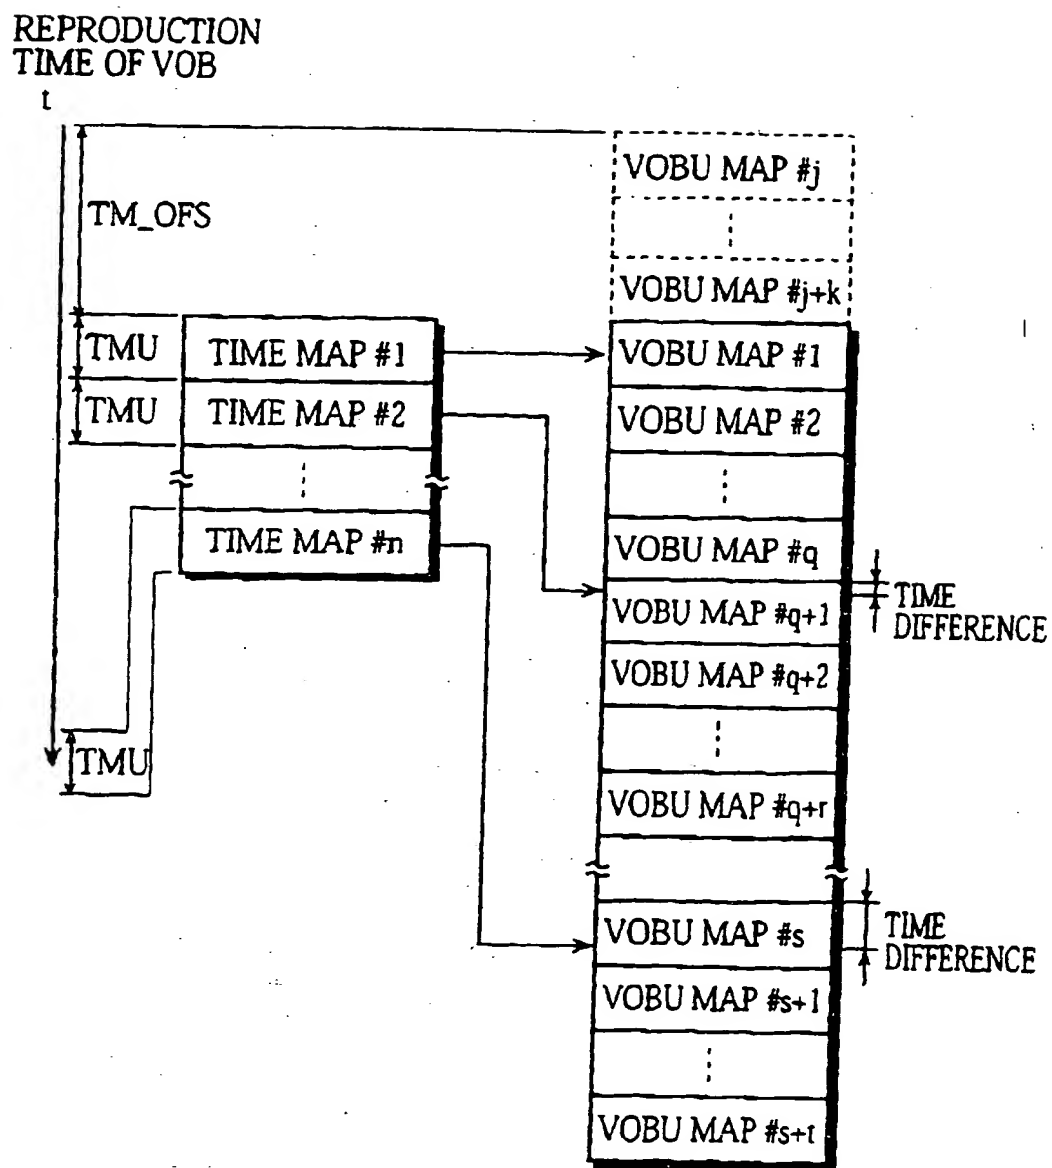 REPRODUCTION
TIME OF VOB
t
TM_OFS
TMU
TMU
TMU
TIME MAP #1
TIME MAP #2
TIME MAP #n
VOBU MAP #j
VOBU MAP #j+k
VOBU MAP #1
VOBU MAP #2
VOBU MAP #q
VOBU MAP #q+1
VOBU MAP #q+2
VOBU MAP #q+r
VOBU MAP #s
VOBU MAP #s+1
VOBU MAP #s+t
TIME
DIFFERENCE
TIME
DIFFERENCE